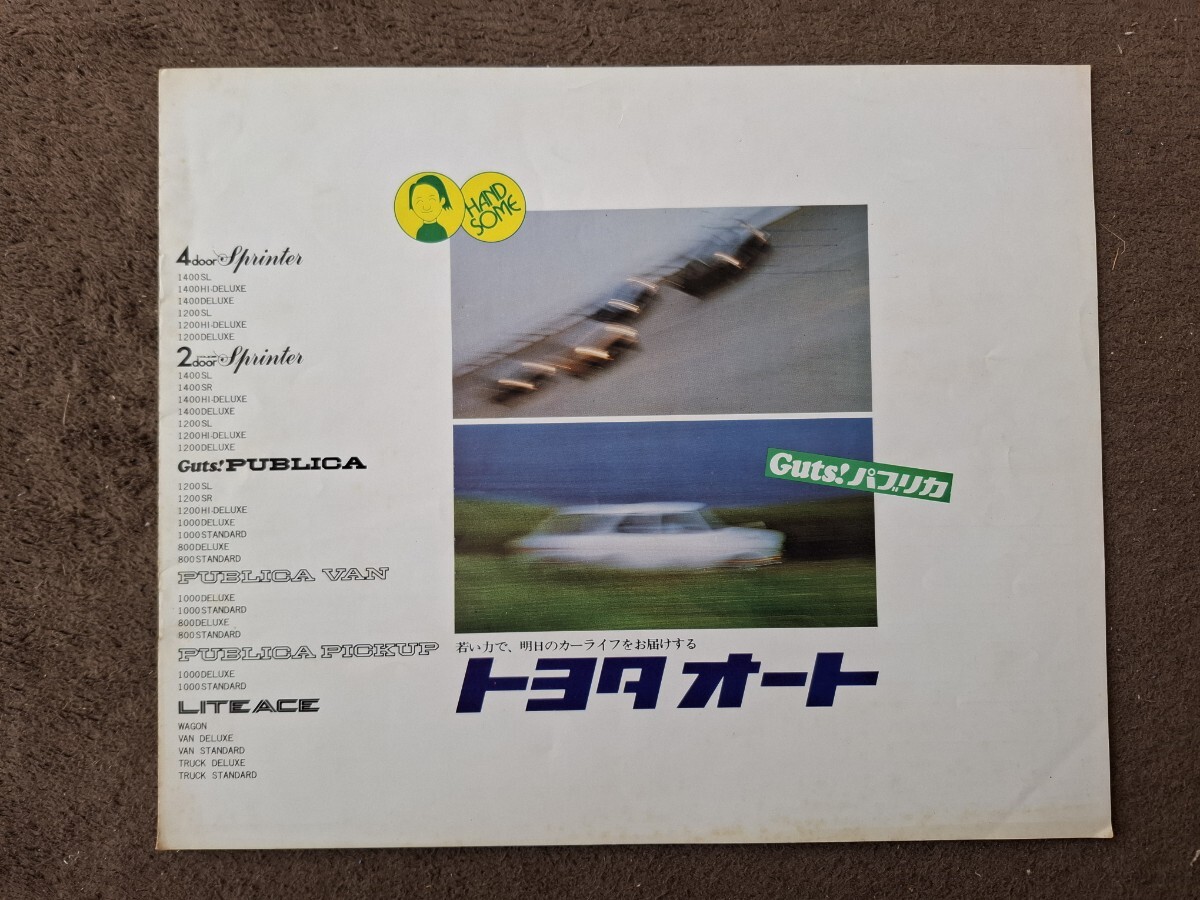 HAND
SOME
4door Sprinter
1400SL
1400HI-DELUXE
1400DELUXE
1200SL
1200HI-DELUXE
1200DELUXE
2door Sprinter
1400SL
1400SR
1400HI-DELUXE
1400DELUXE
1200SL
1200HI-DELUXE
1200DELUXE
Guts! PUBLICA
1200SL
1200SR
1200HI-DELUXE
1000DELUXE
1000STANDARD
800DELUXE
800STANDARD
PUBLICA VAN
1000DELUXE
1000STANDARD
800DELUXE
800STANDARD
PUBLICA PICKUP
1000DELUXE
1000STANDARD
LITEACE
WAGON
VAN DELUXE
VAN STANDARD
TRUCK DELUXE
TRUCK STANDARD
Guts!パブリカ
若い力で、明日のカーライフをお届けする
トヨタオート